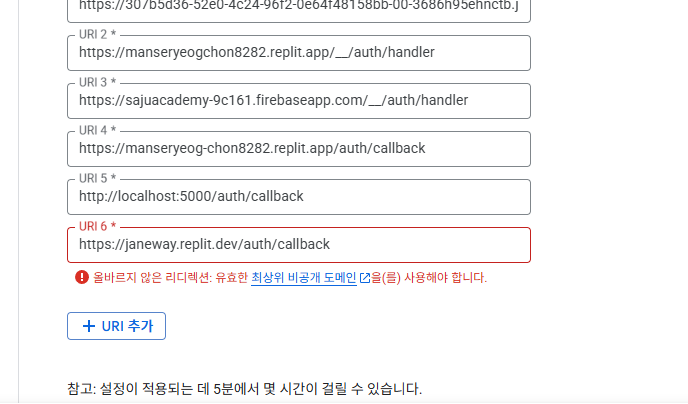 https://307b5d36-52e0-4c24-96f2-0e64f48158bb-00-3686h95ehnctb.j
URI 2 *
https://manseryeogchon8282.replit.app/__/auth/handler
URI 3 *
https://sajuacademy-9c161.firebaseapp.com/__/auth/handler
URI 4 *
https://manseryeog-chon8282.replit.app/auth/callback
URI 5 *
http://localhost:5000/auth/callback
URI 6 *
https://janeway.replit.dev/auth/callback
올바르지 않은 리디렉션: 유효한 최상위 비공개 도메인을(를) 사용해야 합니다.
+ URI 추가
참고: 설정이 적용되는 데 5분에서 몇 시간이 걸릴 수 있습니다.